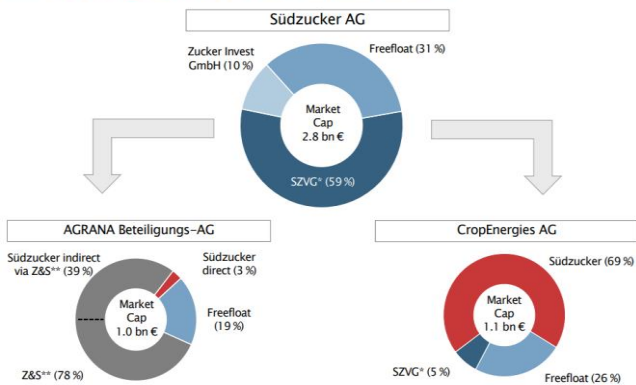 Südzucker AG
Zucker Invest
GmbH (10 %)
Freefloat (31 %)
Market
Cap
2.8 bn €
SZVG* (59 %)
AGRANA Beteiligungs-AG
Südzucker indirect
via Z&S** (39 %)
Südzucker
direct (3 %)
Market
Cap
1.0 bn €
Freefloat
(19 %)
Z&S** (78 %)
CropEnergies AG
Südzucker (69 %)
Market
Cap
1.1 bn €
SZVG* (5 %)
Freefloat (26 %)